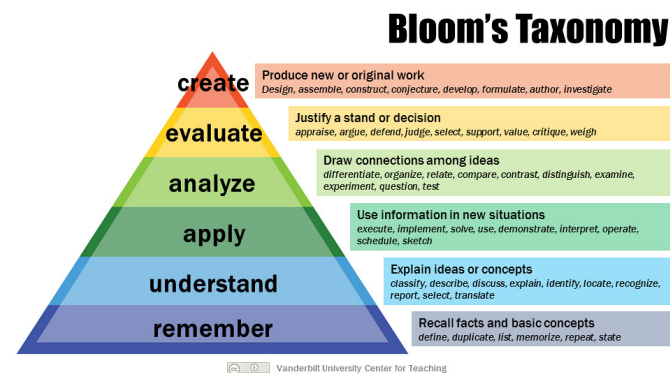 Bloom's Taxonomy
create
Produce new or original work
Design, assemble, construct, conjecture, develop, formulate, author, investigate
evaluate
Justify a stand or decision
appraise, argue, defend, judge, select, support, value, critique, weigh
analyze
Draw connections among ideas
differentiate, organize, relate, compare, contrast, distinguish, examine,
experiment, question, test
apply
Use information in new situations
execute, implement, solve, use, demonstrate, interpret, operate,
schedule, sketch
understand
Explain ideas or concepts
classify, describe, discuss, explain, identify, locate, recognize,
report, select, translate
remember
Recall facts and basic concepts
define, duplicate, list, memorize, repeat, state
cc Vanderbilt University Center for Teaching